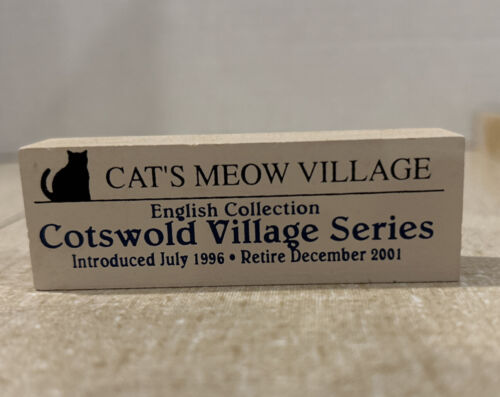 CAT'S MEOW VILLAGE
English Collection
Cotswold Village Series
Introduced July 1996 • Retire December 2001